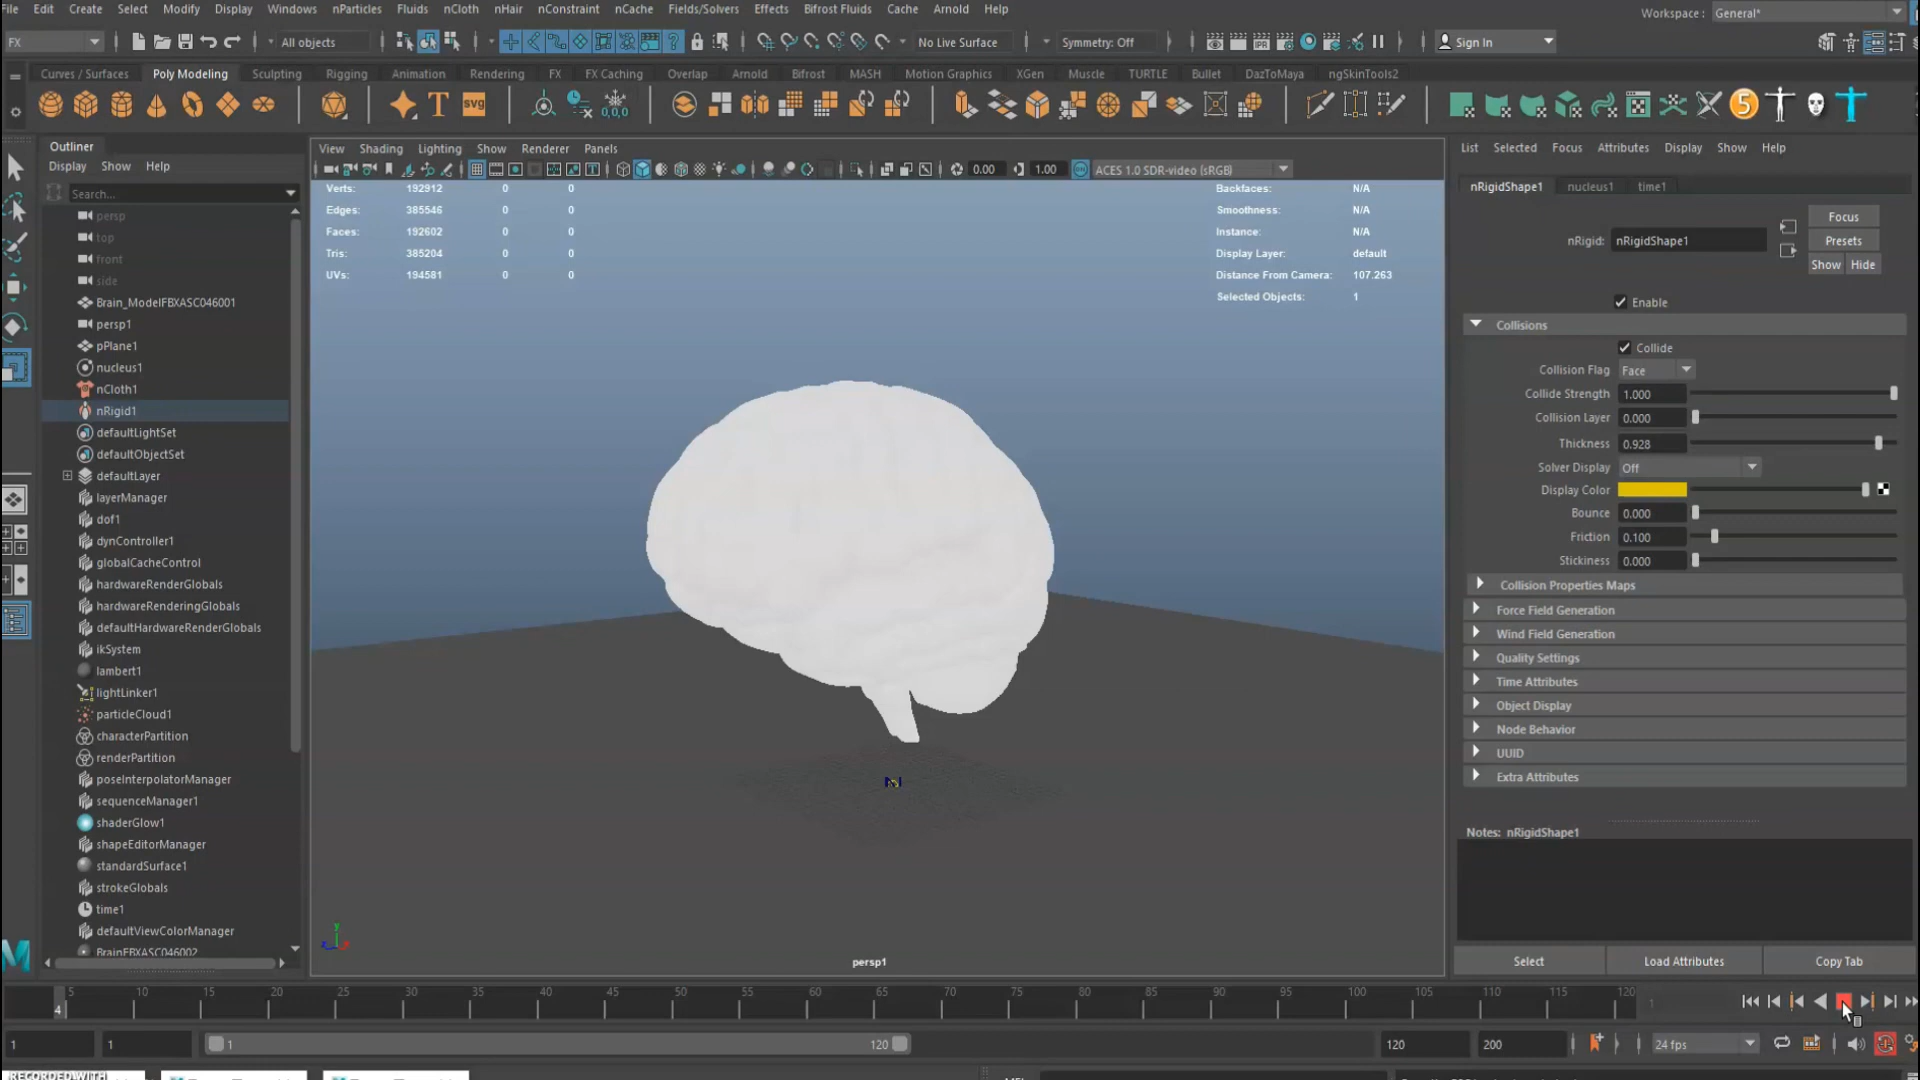 ile Edit Create Select Modify Display Windows nParticles Fluids nCloth nHair nConstraint nCache Fields/Solvers Effects Bifrost Fluids Cache Arnold Help
Workspace : General*
FX
All objects
No Live Surface
Symmetry: Off
Sign In
Curves / Surfaces Poly Modeling Sculpting Rigging Animation Rendering FX FX Caching Overlap Arnold Bifrost MASH Motion Graphics XGen Muscle TURTLE Bullet DazToMaya ngSkinTools2
T svg 0,0,0 5
Outliner
Display Show Help
Search...
persp
top
front
side
Brain_ModelFBXASC046001
persp1
pPlane1
nucleus1
nCloth1
nRigid1
defaultLightSet
defaultObjectSet
defaultLayer
layerManager
dof1
dynController1
globalCacheControl
hardwareRenderGlobals
hardwareRenderingGlobals
defaultHardwareRenderGlobals
ikSystem
lambert1
lightLinker1
particleCloud1
characterPartition
renderPartition
poseInterpolatorManager
sequenceManager1
shaderGlow1
shapeEditorManager
standardSurface1
strokeGlobals
time1
defaultViewColorManager
BrainFBXASC046002
View Shading Lighting Show Renderer Panels
0.00 1.00 ACES 1.0 SDR-video (sRGB)
Verts: 192912 0 0
Edges: 385546 0 0
Faces: 192602 0 0
Tris: 385204 0 0
UVs: 194581 0 0
Backfaces: N/A
Smoothness: N/A
Instance: N/A
Display Layer: default
Distance From Camera: 107.263
Selected Objects: 1
N
y
z
persp1
List Selected Focus Attributes Display Show Help
nRigidShape1 nucleus1 time1
Focus
nRigid: nRigidShape1
Presets
Show Hide
Enable
Collisions
Collide
Collision Flag Face
Collide Strength 1.000
Collision Layer 0.000
Thickness 0.928
Solver Display Off
Display Color
Bounce 0.000
Friction 0.100
Stickiness 0.000
Collision Properties Maps
Force Field Generation
Wind Field Generation
Quality Settings
Time Attributes
Object Display
Node Behavior
UUID
Extra Attributes
Notes: nRigidShape1
Select Load Attributes Copy Tab
4 5 10 15 20 25 30 35 40 45 50 55 60 65 70 75 80 85 90 95 100 105 110 115 120
1
1 1 1 120 120 200 24 fps
RECORDED WITH